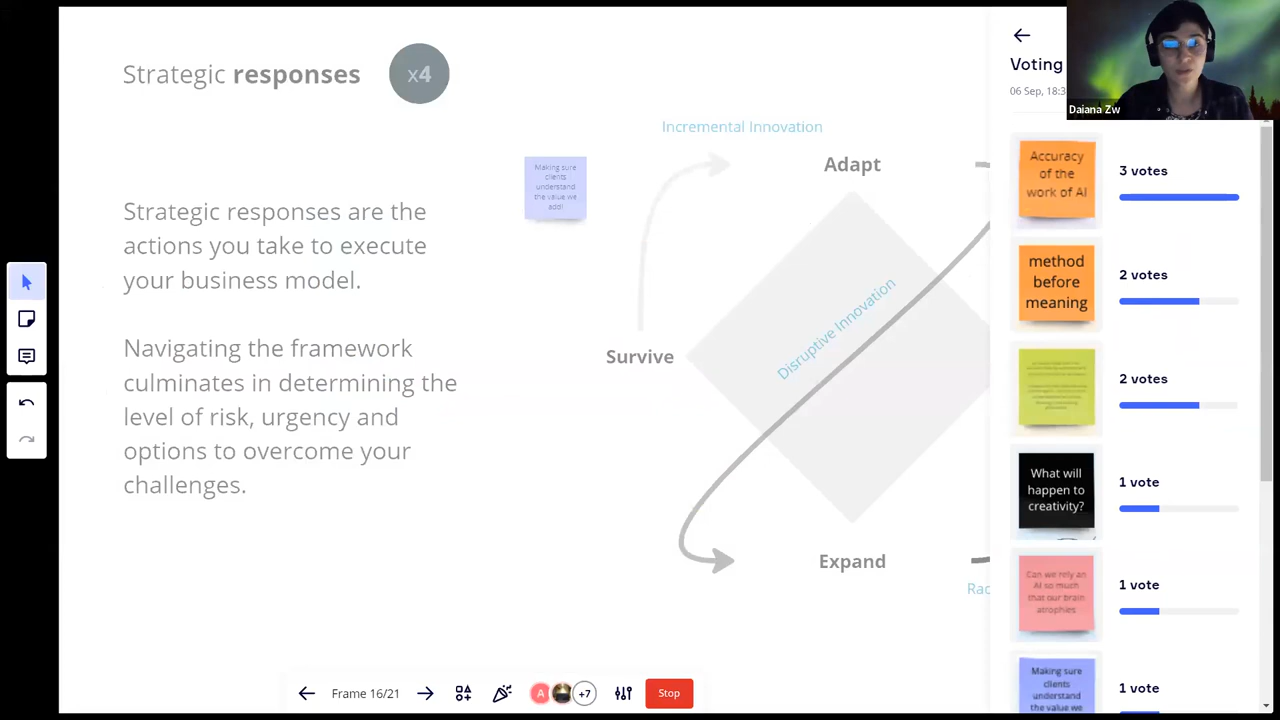 Strategic responses
x4
Strategic responses are the
actions you take to execute
your business model.
Navigating the framework
culminates in determining the
level of risk, urgency and
options to overcome your
challenges.
Making sure
clients
understand
the value we
add!
Incremental Innovation
Adapt
Survive
Disruptive Innovation
Expand
Rac
Frame 16/21
A
+7
Stop
Voting
06 Sep, 18:3
Daiana Zw
Accuracy
of the
work of AI
3 votes
method
before
meaning
2 votes
2 votes
What will
happen to
creativity?
1 vote
Can we rely an
AI so much
that our brain
atrophies
1 vote
Making sure
clients
understand
the value we
1 vote